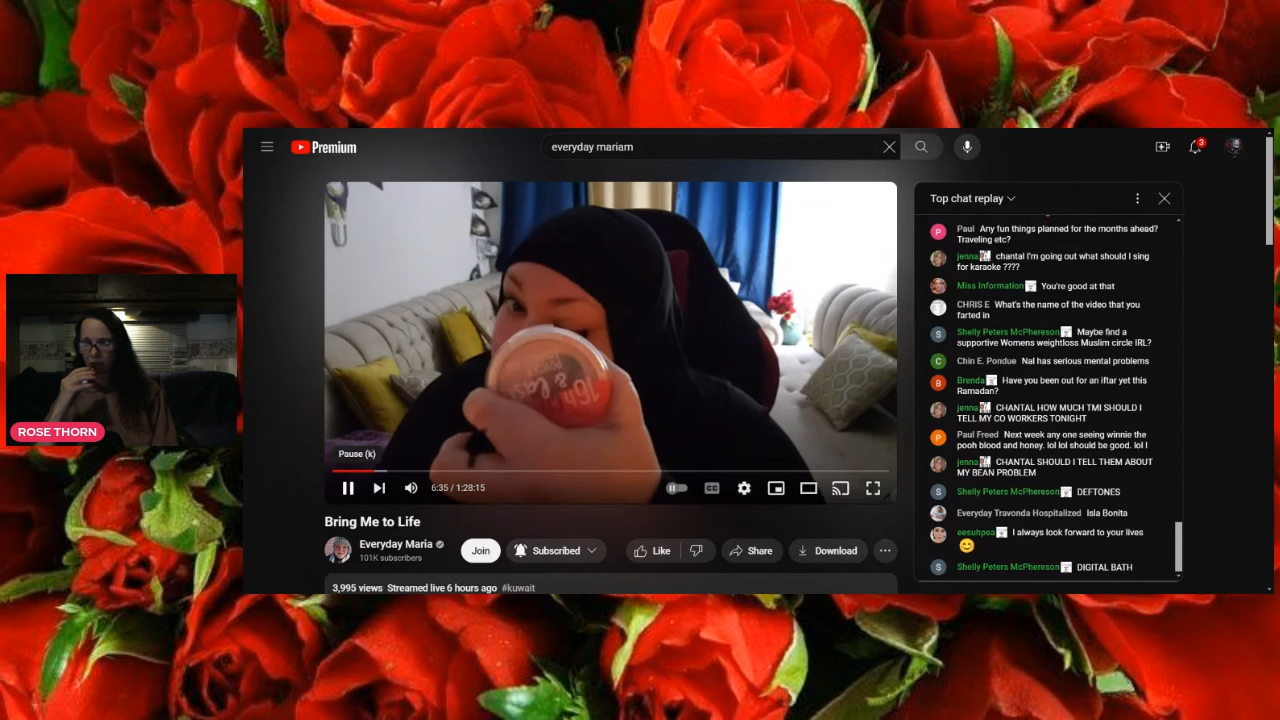 Premium
everyday mariam
3
Top chat replay
Paul Any fun things planned for the months ahead?
Traveling etc?
jenna chantal I'm going out what should I sing
for karaoke ????
Miss Information You're good at that
CHRIS E What's the name of the video that you
farted in
Shelly Peters McPhereson Maybe find a
supportive Womens weightloss Muslim circle IRL?
Chin E. Pondue Nal has serious mental problems
Brenda Have you been out for an iftar yet this
Ramadan?
jenna CHANTAL HOW MUCH TMI SHOULD I
TELL MY CO WORKERS TONIGHT
Paul Freed Next week any one seeing winnie the
pooh blood and honey. lol lol should be good. lol l
jenna CHANTAL SHOULD I TELL THEM ABOUT
MY BEAN PROBLEM
Shelly Peters McPhereson DEFTONES
Everyday Travonda Hospitalized Isla Bonita
eesuhpea I always look forward to your lives
Shelly Peters McPhereson DIGITAL BATH
ROSE THORN
Pause (k)
6:35 / 1:28:15
CC
Bring Me to Life
Everyday Maria
101K subscribers
Join
Subscribed
Like
Share
Download
3,995 views Streamed live 6 hours ago #kuwait